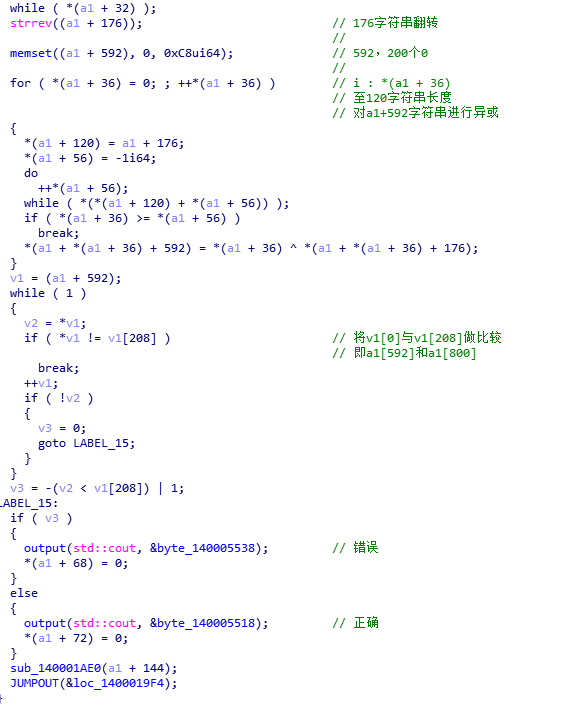 while ( *(a1 + 32) );
strrev((a1 + 176)); // 176字符串翻转
//
memset((a1 + 592), 0, 0xC8ui64); // 592，200个0
//
for ( *(a1 + 36) = 0; ; ++*(a1 + 36) ) // i : *(a1 + 36)
// 至120字符串长度
// 对a1+592字符串进行异或
{
*(a1 + 120) = a1 + 176;
*(a1 + 56) = -1i64;
do
++*(a1 + 56);
while ( *(*(a1 + 120) + *(a1 + 56)) );
if ( *(a1 + 36) >= *(a1 + 56) )
break;
*(a1 + *(a1 + 36) + 592) = *(a1 + 36) ^ *(a1 + *(a1 + 36) + 176);
}
v1 = (a1 + 592);
while ( 1 )
{
v2 = *v1;
if ( *v1 != v1[208] ) // 将v1[0]与v1[208]做比较
// 即a1[592]和a1[800]
break;
++v1;
if ( !v2 )
{
v3 = 0;
goto LABEL_15;
}
}
v3 = -(v2 < v1[208]) | 1;
LABEL_15:
if ( v3 )
{
output(std::cout, &byte_140005538); // 错误
*(a1 + 68) = 0;
}
else
{
output(std::cout, &byte_140005518); // 正确
*(a1 + 72) = 0;
}
sub_140001AE0(a1 + 144);
JUMPOUT(&loc_1400019F4);
}